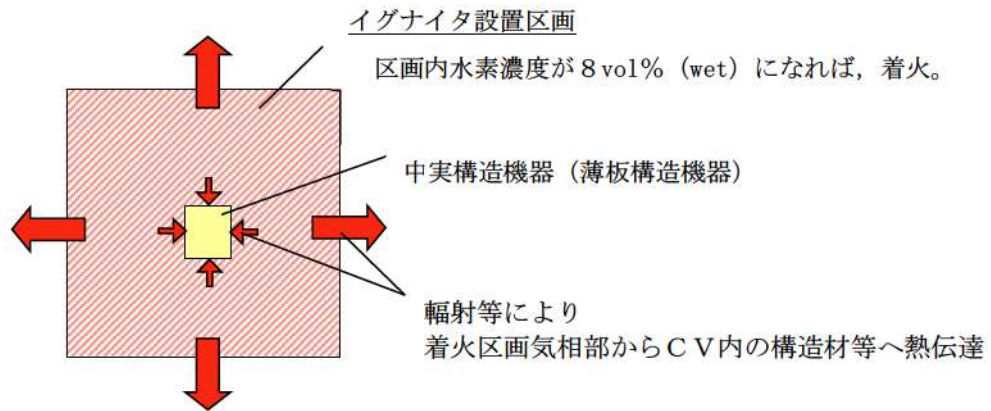 イグナイタ設置区画
区画内水素濃度が８vol％（wet）になれば，着火。
中実構造機器（薄板構造機器）
輻射等により
着火区画気相部からＣＶ内の構造材等へ熱伝達